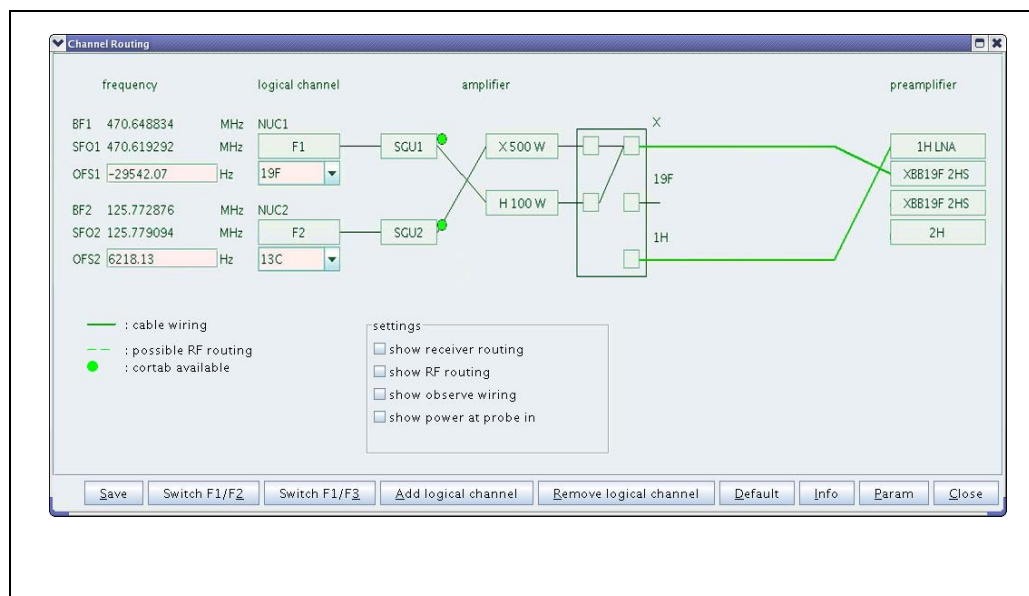 Channel Routing
frequency logical channel amplifier preamplifier
BF1 470.648834 MHz NUC1
SFO1 470.619292 MHz F1 SGU1 X 500 W
OFS1 -29542.07 Hz 19F
BF2 125.772876 MHz NUC2
SFO2 125.779094 MHz F2 SGU2
OFS2 6218.13 Hz 13C
H 100 W
X
19F
1H
1H LNA
XBB19F 2HS
XBB19F 2HS
2H
: cable wiring
: possible RF routing
: cortab available
settings
show receiver routing
show RF routing
show observe wiring
show power at probe in
Save Switch F1/F2 Switch F1/F3 Add logical channel Remove logical channel Default Info Param Close